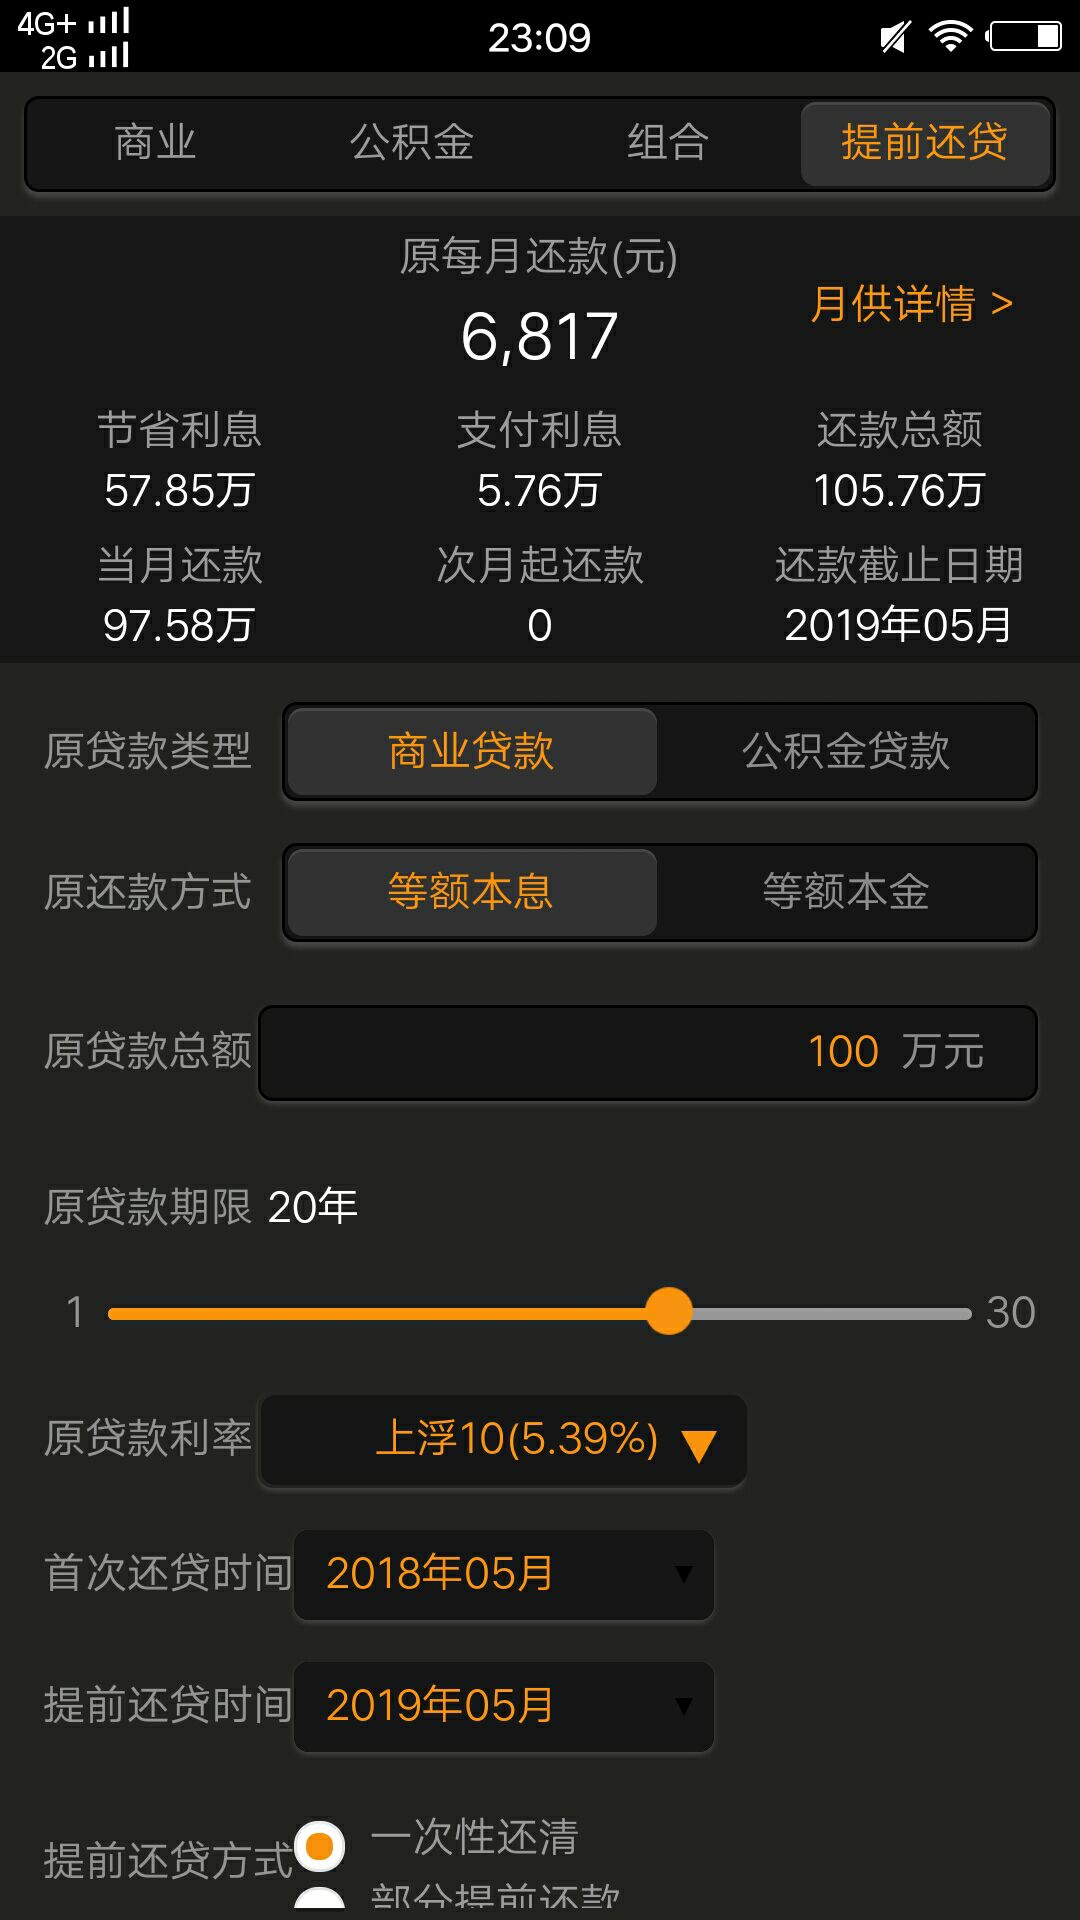 4G+
2G
23:09
商业 公积金 组合 提前还贷
原每月还款(元)
6,817
月供详情 >
节省利息 支付利息 还款总额
57.85万 5.76万 105.76万
当月还款 次月起还款 还款截止日期
97.58万 0 2019年05月
原贷款类型 商业贷款 公积金贷款
原还款方式 等额本息 等额本金
原贷款总额 100 万元
原贷款期限 20年
1 30
原贷款利率 上浮10(5.39%) ▼
首次还贷时间 2018年05月 ▼
提前还贷时间 2019年05月 ▼
提前还贷方式 一次性还清
部分提前还款